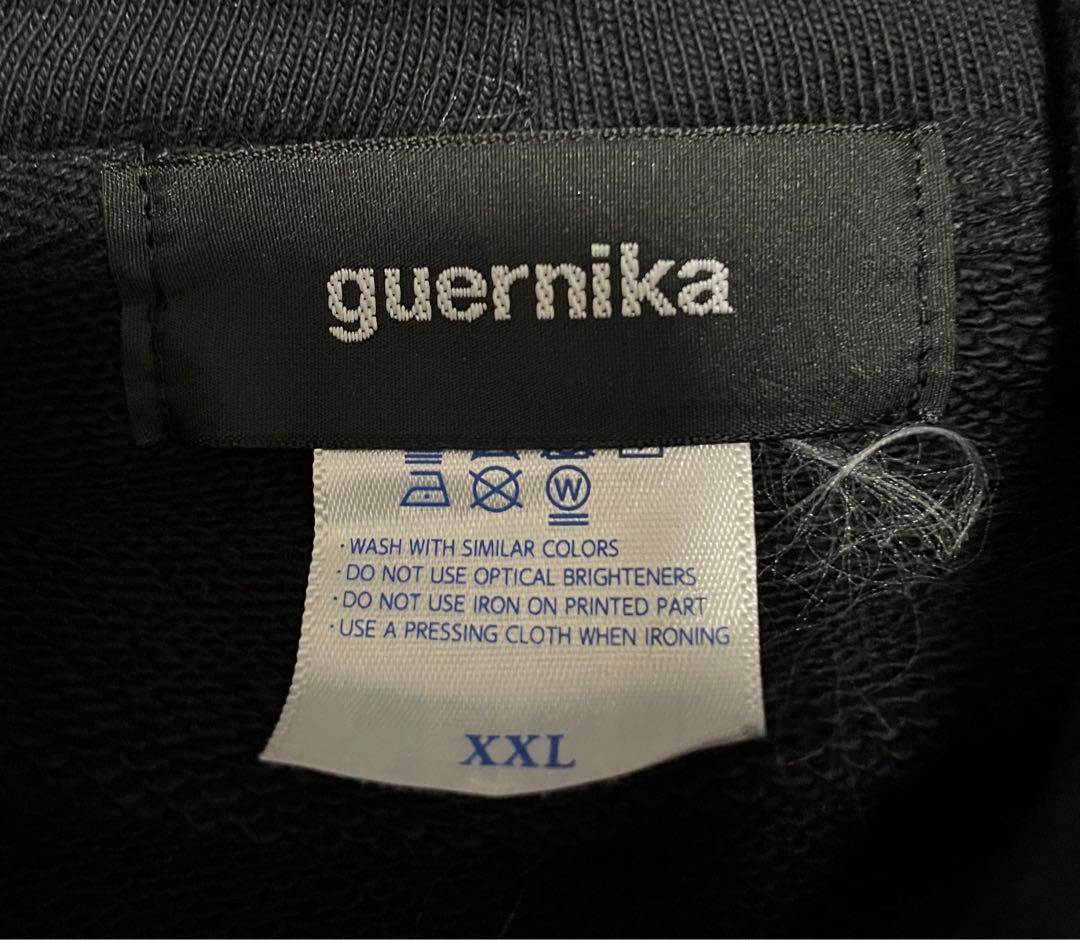 guernika
W
·WASH WITH SIMILAR COLORS
·DO NOT USE OPTICAL BRIGHTENERS
·DO NOT USE IRON ON PRINTED PART
·USE A PRESSING CLOTH WHEN IRONING
XXL